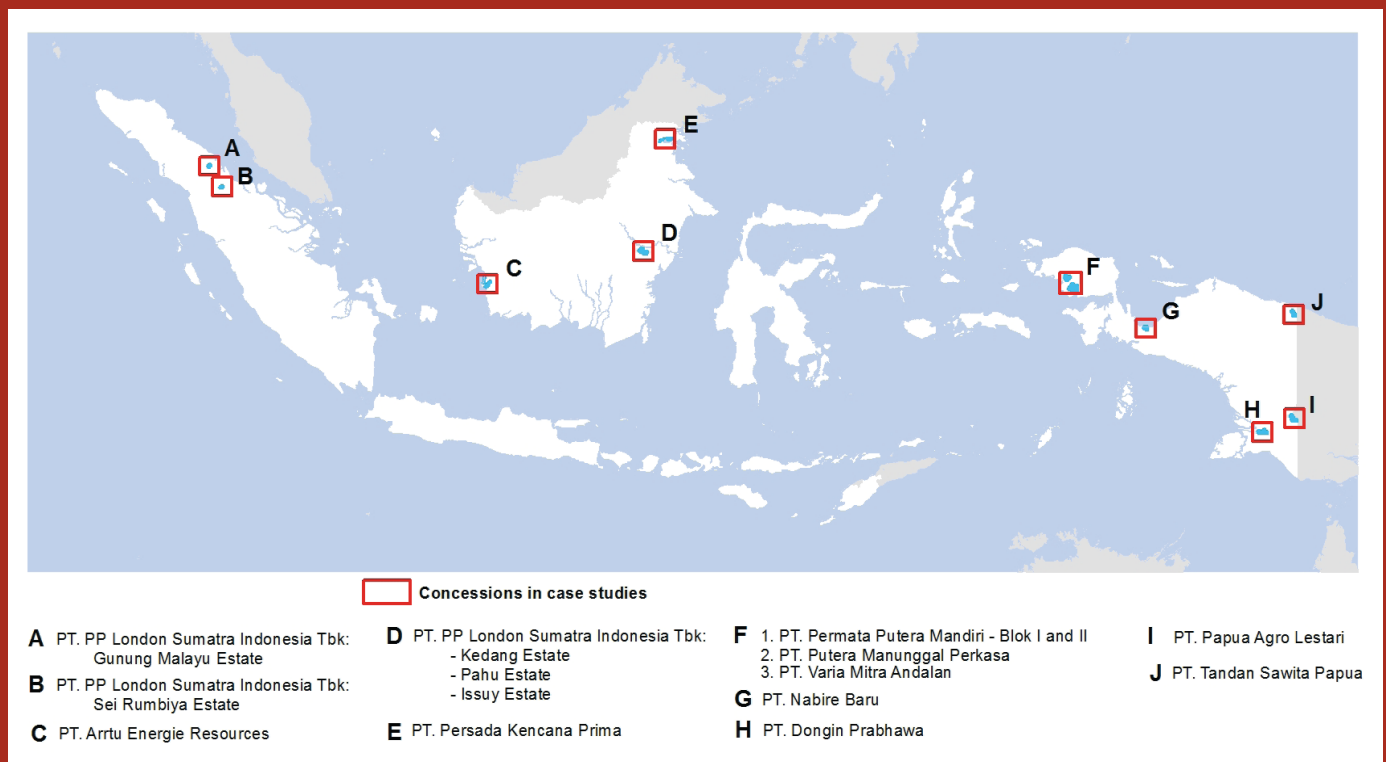 E
A
B
D
C
F
J
G
I
H
Concessions in case studies
A PT. PP London Sumatra Indonesia Tbk:
Gunung Malayu Estate
B PT. PP London Sumatra Indonesia Tbk:
Sei Rumbiya Estate
C PT. Arrtu Energie Resources
D PT. PP London Sumatra Indonesia Tbk:
- Kedang Estate
- Pahu Estate
- Issuy Estate
E PT. Persada Kencana Prima
F 1. PT. Permata Putera Mandiri - Blok I and II
2. PT. Putera Manunggal Perkasa
3. PT. Varia Mitra Andalan
G PT. Nabire Baru
H PT. Dongin Prabhawa
I PT. Papua Agro Lestari
J PT. Tandan Sawita Papua